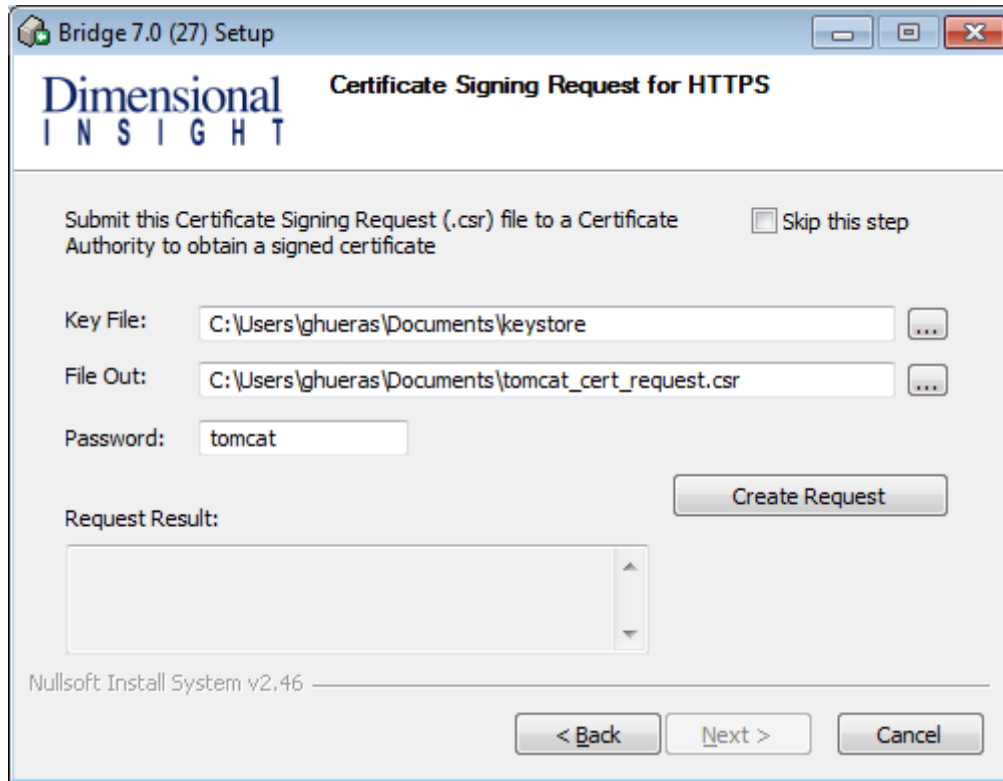 Bridge 7.0 (27) Setup
Dimensional
INSIGHT
Certificate Signing Request for HTTPS
Submit this Certificate Signing Request (.csr) file to a Certificate
Authority to obtain a signed certificate
Skip this step
Key File:
C:\Users\ghueras\Documents\keystore
...
File Out:
C:\Users\ghueras\Documents\tomcat_cert_request.csr
...
Password:
tomcat
Create Request
Request Result:
Nullsoft Install System v2.46
< Back
Next >
Cancel